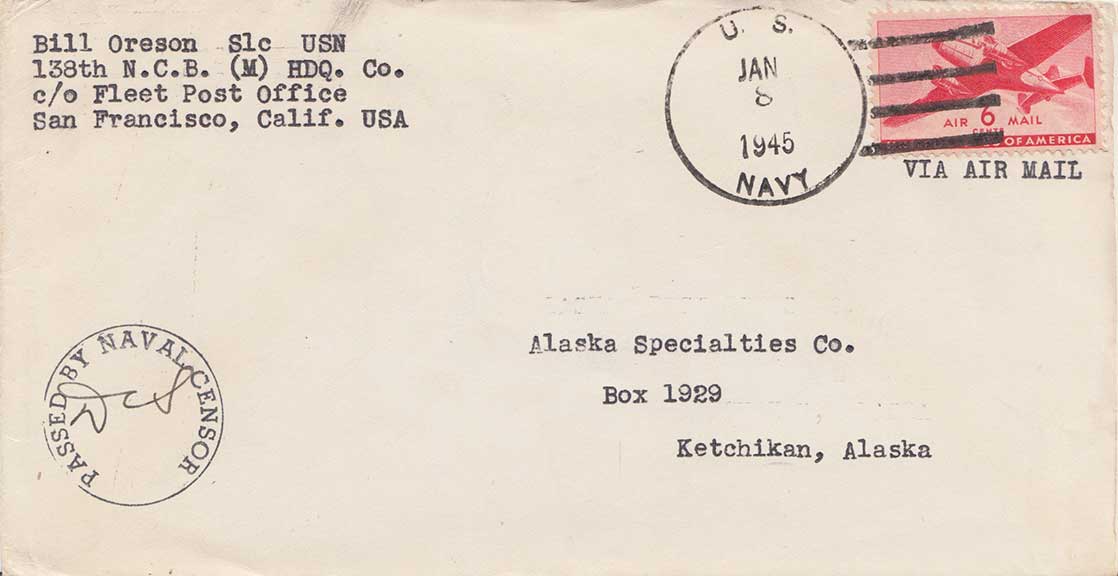 Bill Oreson S1c USN
138th N.C.B. (M) HDQ. Co.
c/o Fleet Post Office
San Francisco, Calif. USA
U. S.
JAN
8
1945
NAVY
AIR 6 MAIL
CENTS
OF AMERICA
VIA AIR MAIL
Alaska Specialties Co.
Box 1929
Ketchikan, Alaska
PASSED BY NAVAL CENSOR